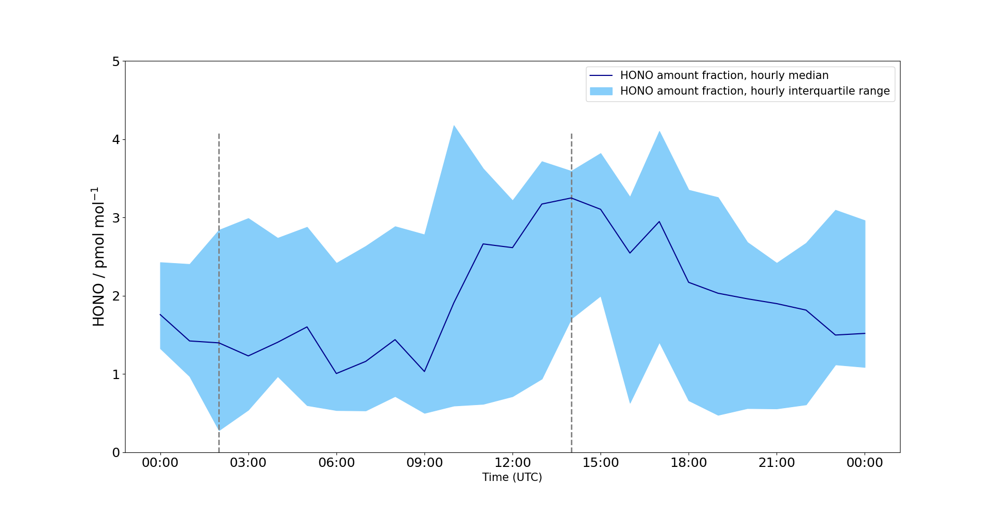 HONO amount fraction, hourly median
HONO amount fraction, hourly interquartile range
HONO / pmol mol⁻¹
5
4
3
2
1
0
00:00 03:00 06:00 09:00 12:00 15:00 18:00 21:00 00:00
Time (UTC)